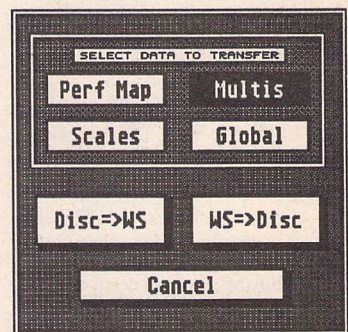 SELECT DATA TO TRANSFER
Perf Map Multis
Scales Global
Disc=>WS WS=>Disc
Cancel